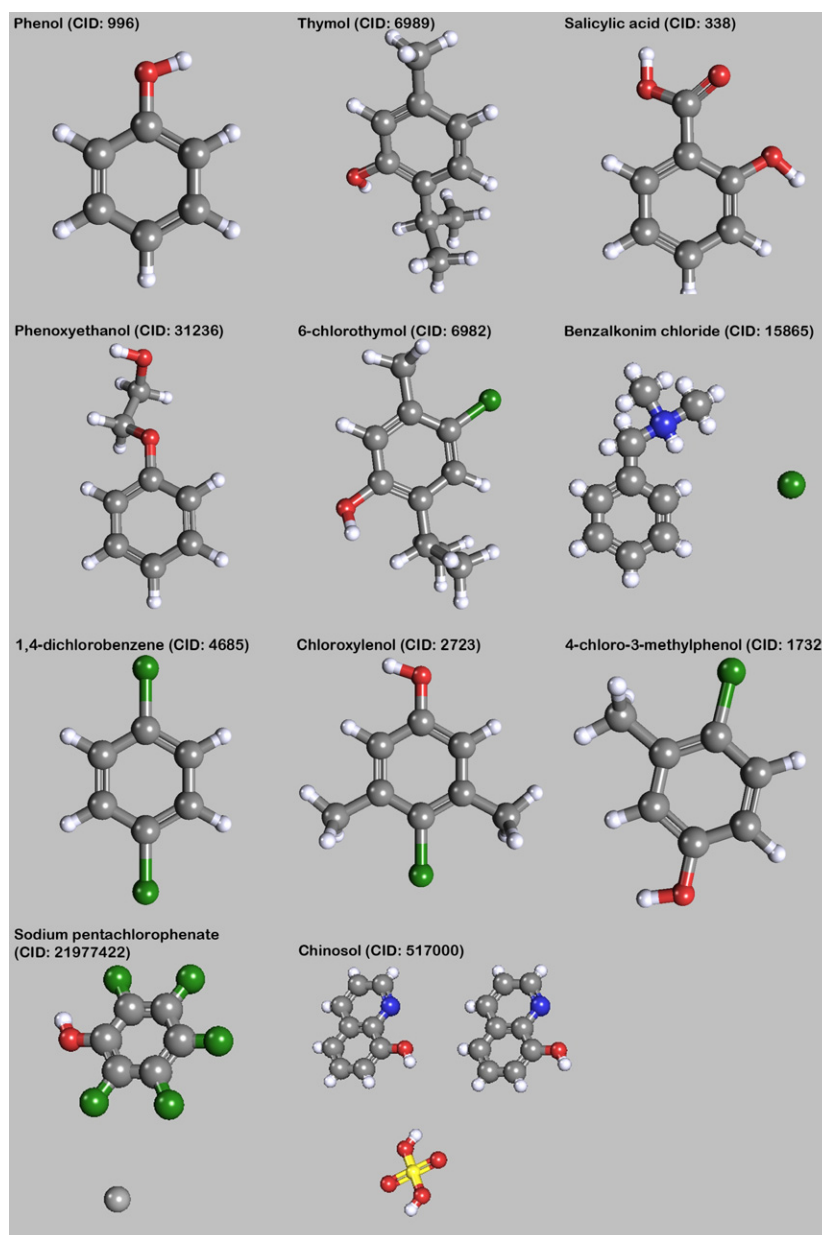 Phenol (CID: 996)
Thymol (CID: 6989)
Salicylic acid (CID: 338)
Phenoxyethanol (CID: 31236)
6-chlorothymol (CID: 6982)
Benzalkonim chloride (CID: 15865)
1,4-dichlorobenzene (CID: 4685)
Chloroxylenol (CID: 2723)
4-chloro-3-methylphenol (CID: 1732
Sodium pentachlorophenate
(CID: 21977422)
Chinosol (CID: 517000)